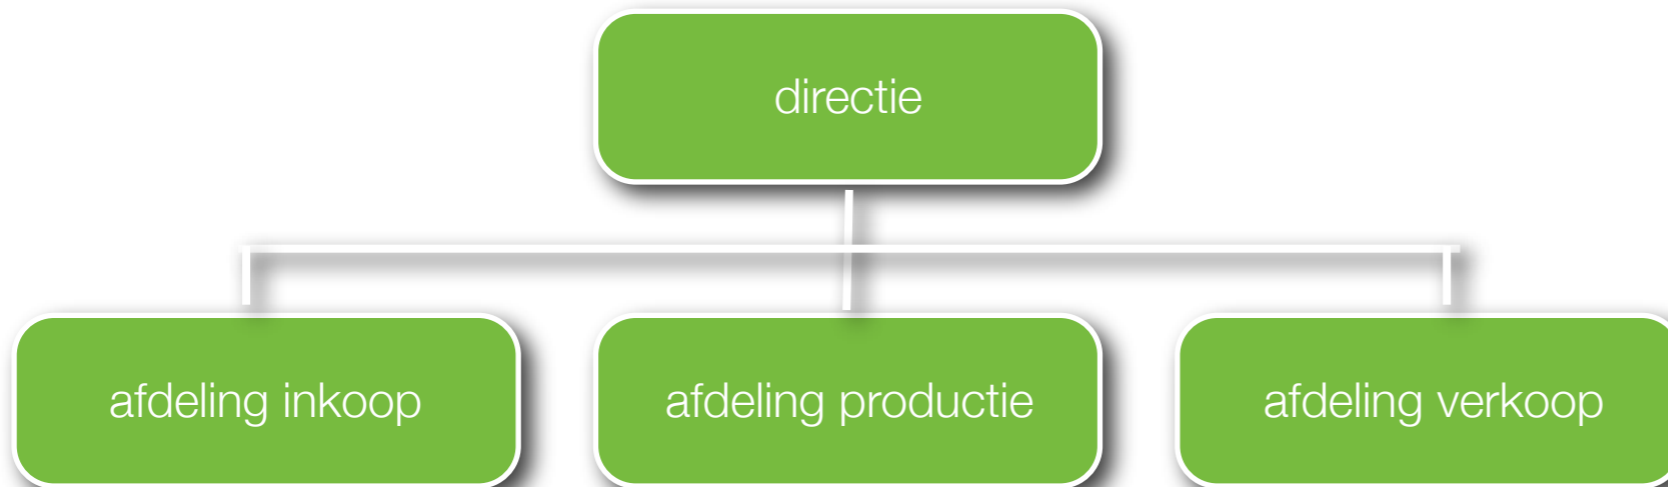 directie
afdeling inkoop
afdeling productie
afdeling verkoop